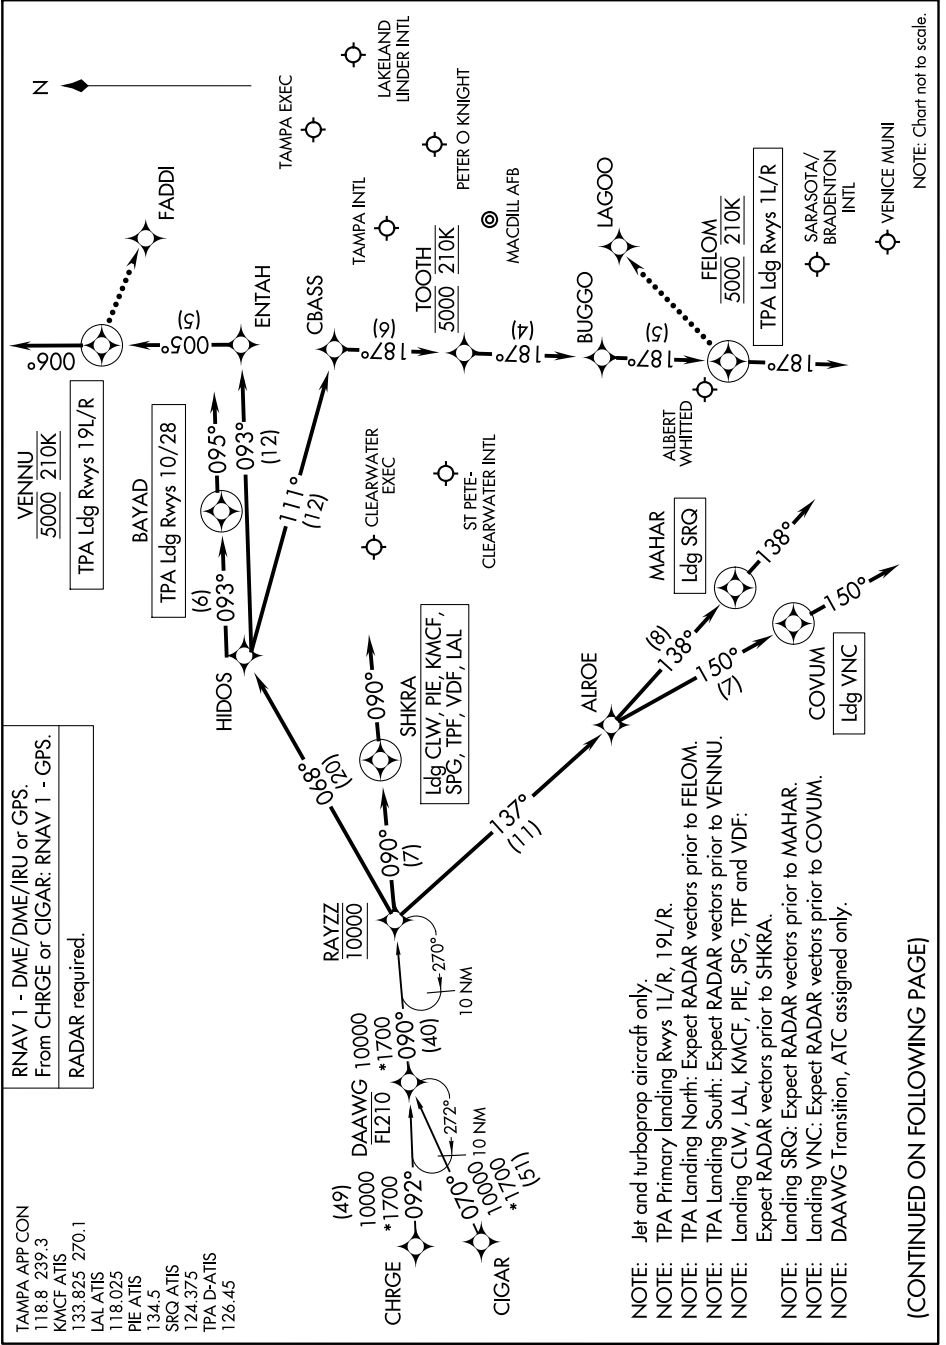 TAMPA APP CON
118.8 239.3
KMCF ATIS
133.825 270.1
LAL ATIS
118.025
PIE ATIS
134.5
SRQ ATIS
124.375
TPA D-ATIS
126.45
RNAV 1 - DME/DME/IRU or GPS.
From CHRGE or CIGAR: RNAV 1 - GPS.
RADAR required.
VENNU
5000 210K
TPA Ldg Rwys 19L/R
006°
N
FADDI
BAYAD
TPA Ldg Rwys 10/28
005°
(5)
ENTAH
(6)
093°
095°
093°
(12)
HIDOS
111°
(12)
CBASS
TAMPA EXEC
LAKELAND
LINDER INTL
187°
(6)
TAMPA INTL
PETER O KNIGHT
TOOTH
5000 210K
MACDILL AFB
187°
(4)
BUGGO
LAGOO
187°
(5)
FELOM
5000 210K
TPA Ldg Rwys 1L/R
187°
ALBERT
WHITTED
SARASOTA/
BRADENTON
INTL
VENICE MUNI
CLEARWATER
EXEC
ST PETE-
CLEARWATER INTL
068°
(20)
090°
SHKRA
Ldg CLW, PIE, KMCF,
SPG, TPF, VDF, LAL
090°
(7)
RAYZZ
10000
270°
10 NM
137°
(11)
ALROE
(8)
138°
MAHAR
Ldg SRQ
138°
150°
(7)
COVUM
Ldg VNC
150°
10000
*1700
090°
(40)
DAAWG
FL210
272°
10 NM
(49)
10000
*1700
092°
CHRGE
070°
10000
*1700
(51)
CIGAR
NOTE: Jet and turboprop aircraft only.
NOTE: TPA Primary landing Rwys 1L/R, 19L/R.
NOTE: TPA Landing North: Expect RADAR vectors prior to FELOM.
NOTE: TPA Landing South: Expect RADAR vectors prior to VENNU.
NOTE: Landing CLW, LAL, KMCF, PIE, SPG, TPF and VDF:
Expect RADAR vectors prior to SHKRA.
NOTE: Landing SRQ: Expect RADAR vectors prior to MAHAR.
NOTE: Landing VNC: Expect RADAR vectors prior to COVUM.
NOTE: DAAWG Transition, ATC assigned only.
(CONTINUED ON FOLLOWING PAGE)
NOTE: Chart not to scale.